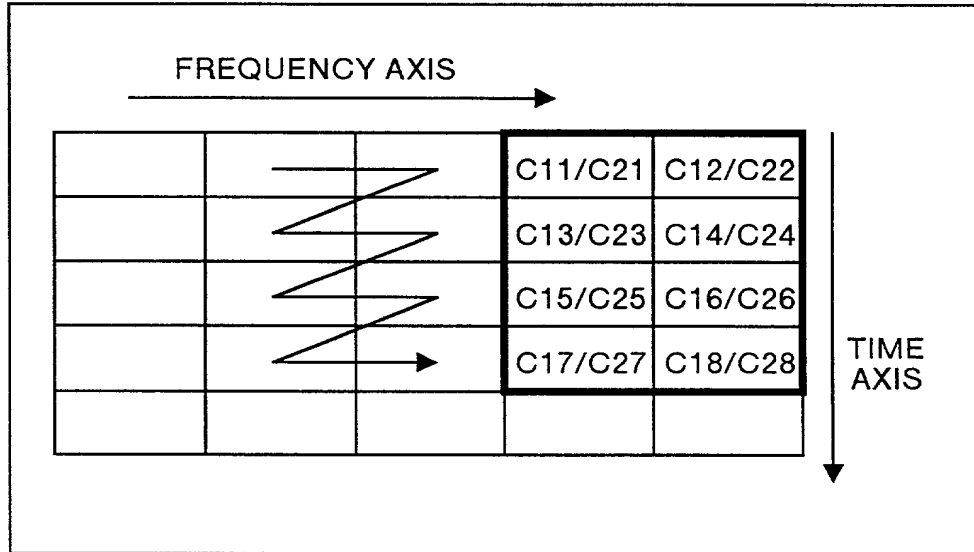 FREQUENCY AXIS
C11/C21 C12/C22
C13/C23 C14/C24
C15/C25 C16/C26
C17/C27 C18/C28
TIME
AXIS